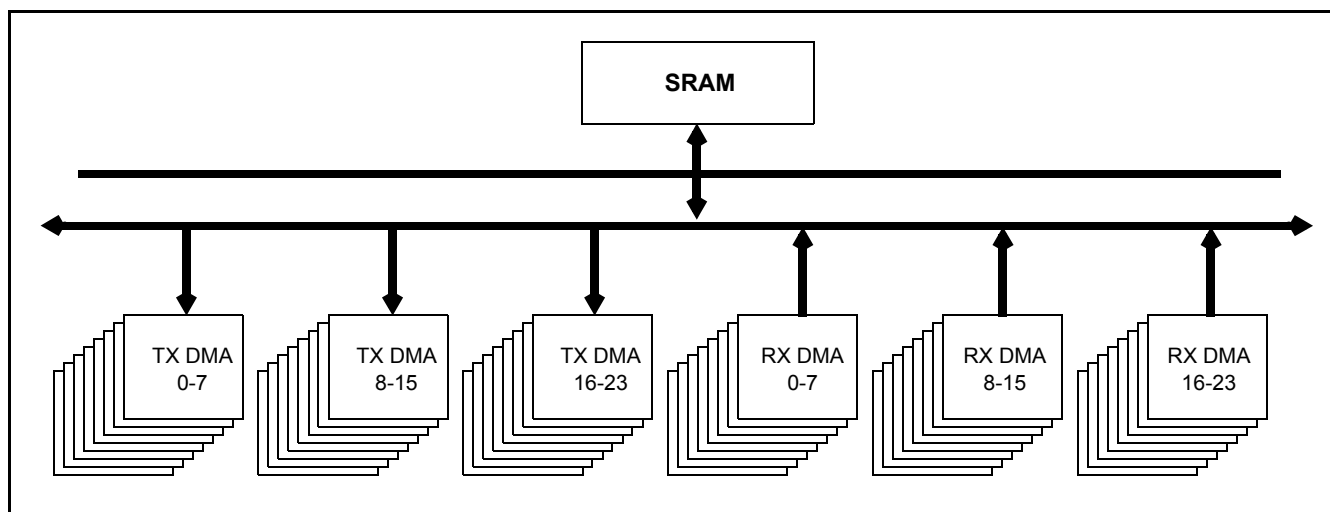 SRAM
TX DMA
0-7
TX DMA
8-15
TX DMA
16-23
RX DMA
0-7
RX DMA
8-15
RX DMA
16-23